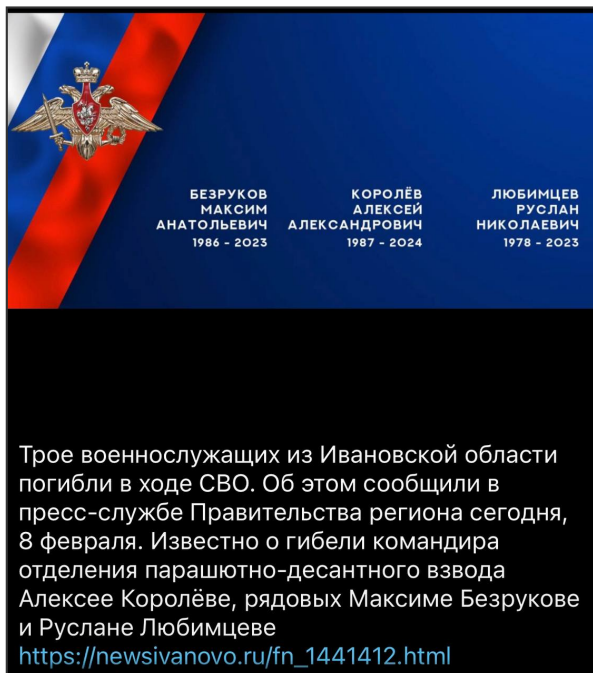 БЕЗРУКОВ
МАКСИМ
АНАТОЛЬЕВИЧ
1986 - 2023
КОРОЛЁВ
АЛЕКСЕЙ
АЛЕКСАНДРОВИЧ
1987 - 2024
ЛЮБИМЦЕВ
РУСЛАН
НИКОЛАЕВИЧ
1978 - 2023
Трое военнослужащих из Ивановской области
погибли в ходе СВО. Об этом сообщили в
пресс-службе Правительства региона сегодня,
8 февраля. Известно о гибели командира
отделения парашютно-десантного взвода
Алексее Королёве, рядовых Максиме Безрукове
и Руслане Любимцеве
https://newsivanovo.ru/fn_1441412.html